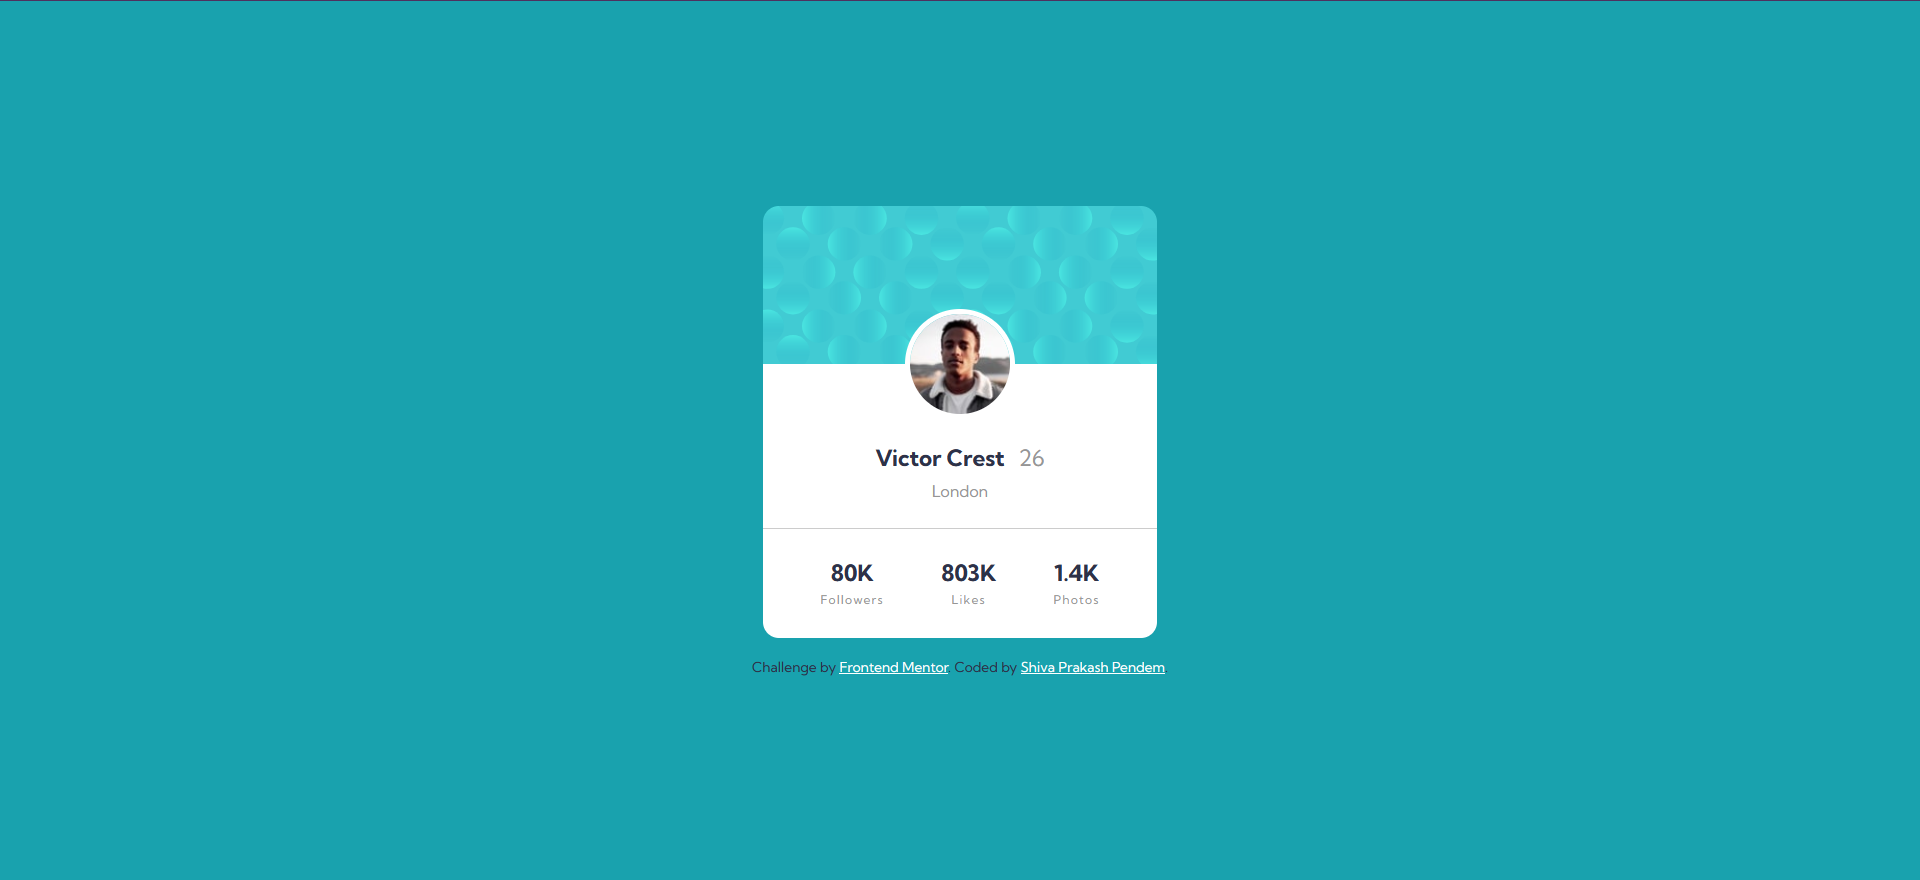 Victor Crest 26
London
80K 803K 1.4K
Followers Likes Photos
Challenge by Frontend Mentor Coded by Shiva Prakash Pendem